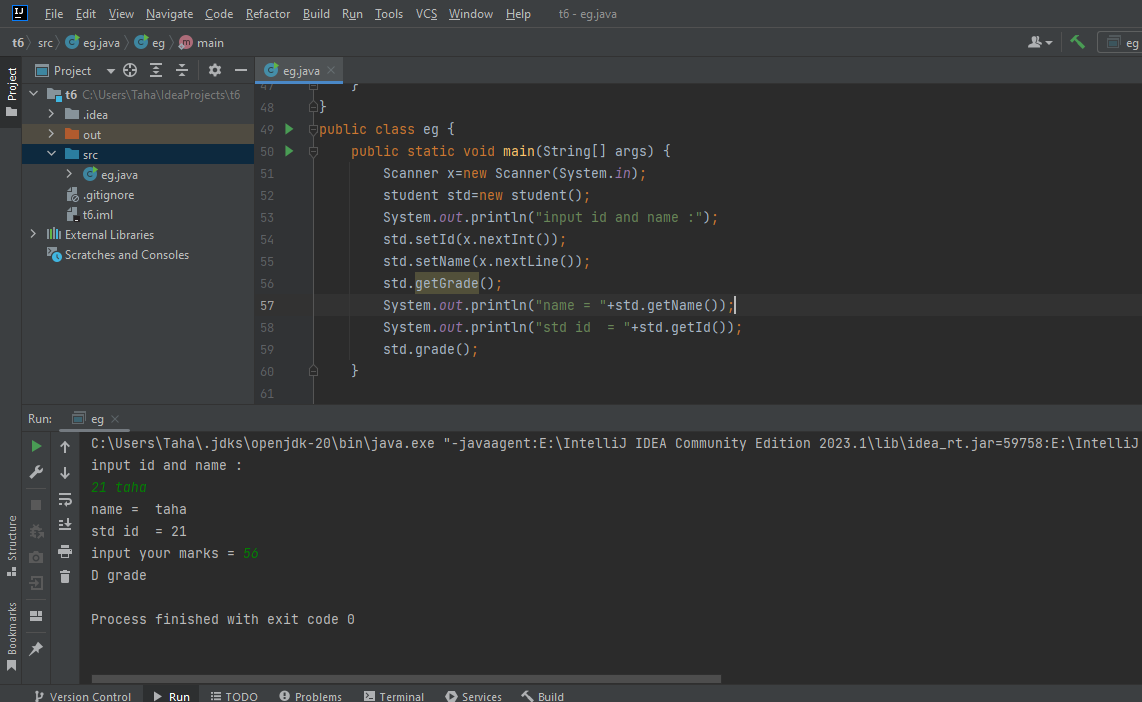 IJ File Edit View Navigate Code Refactor Build Run Tools VCS Window Help t6 - eg.java
t6 src eg.java eg m main eg
Project eg.java
Project
t6 C:\Users\Taha\IdeaProjects\t6
.idea
out
src
eg.java
.gitignore
t6.iml
External Libraries
Scratches and Consoles
47 }
48 }
49 public class eg {
50 public static void main(String[] args) {
51 Scanner x=new Scanner(System.in);
52 student std=new student();
53 System.out.println("input id and name :");
54 std.setId(x.nextInt());
55 std.setName(x.nextLine());
56 std.getGrade();
57 System.out.println("name = "+std.getName());
58 System.out.println("std id  = "+std.getId());
59 std.grade();
60 }
61
Run: eg
C:\Users\Taha\.jdks\openjdk-20\bin\java.exe "-javaagent:E:\IntelliJ IDEA Community Edition 2023.1\lib\idea_rt.jar=59758:E:\IntelliJ
input id and name :
21 taha
name =  taha
std id  = 21
input your marks = 56
D grade
Process finished with exit code 0
Structure
Bookmarks
Version Control Run TODO Problems Terminal Services Build